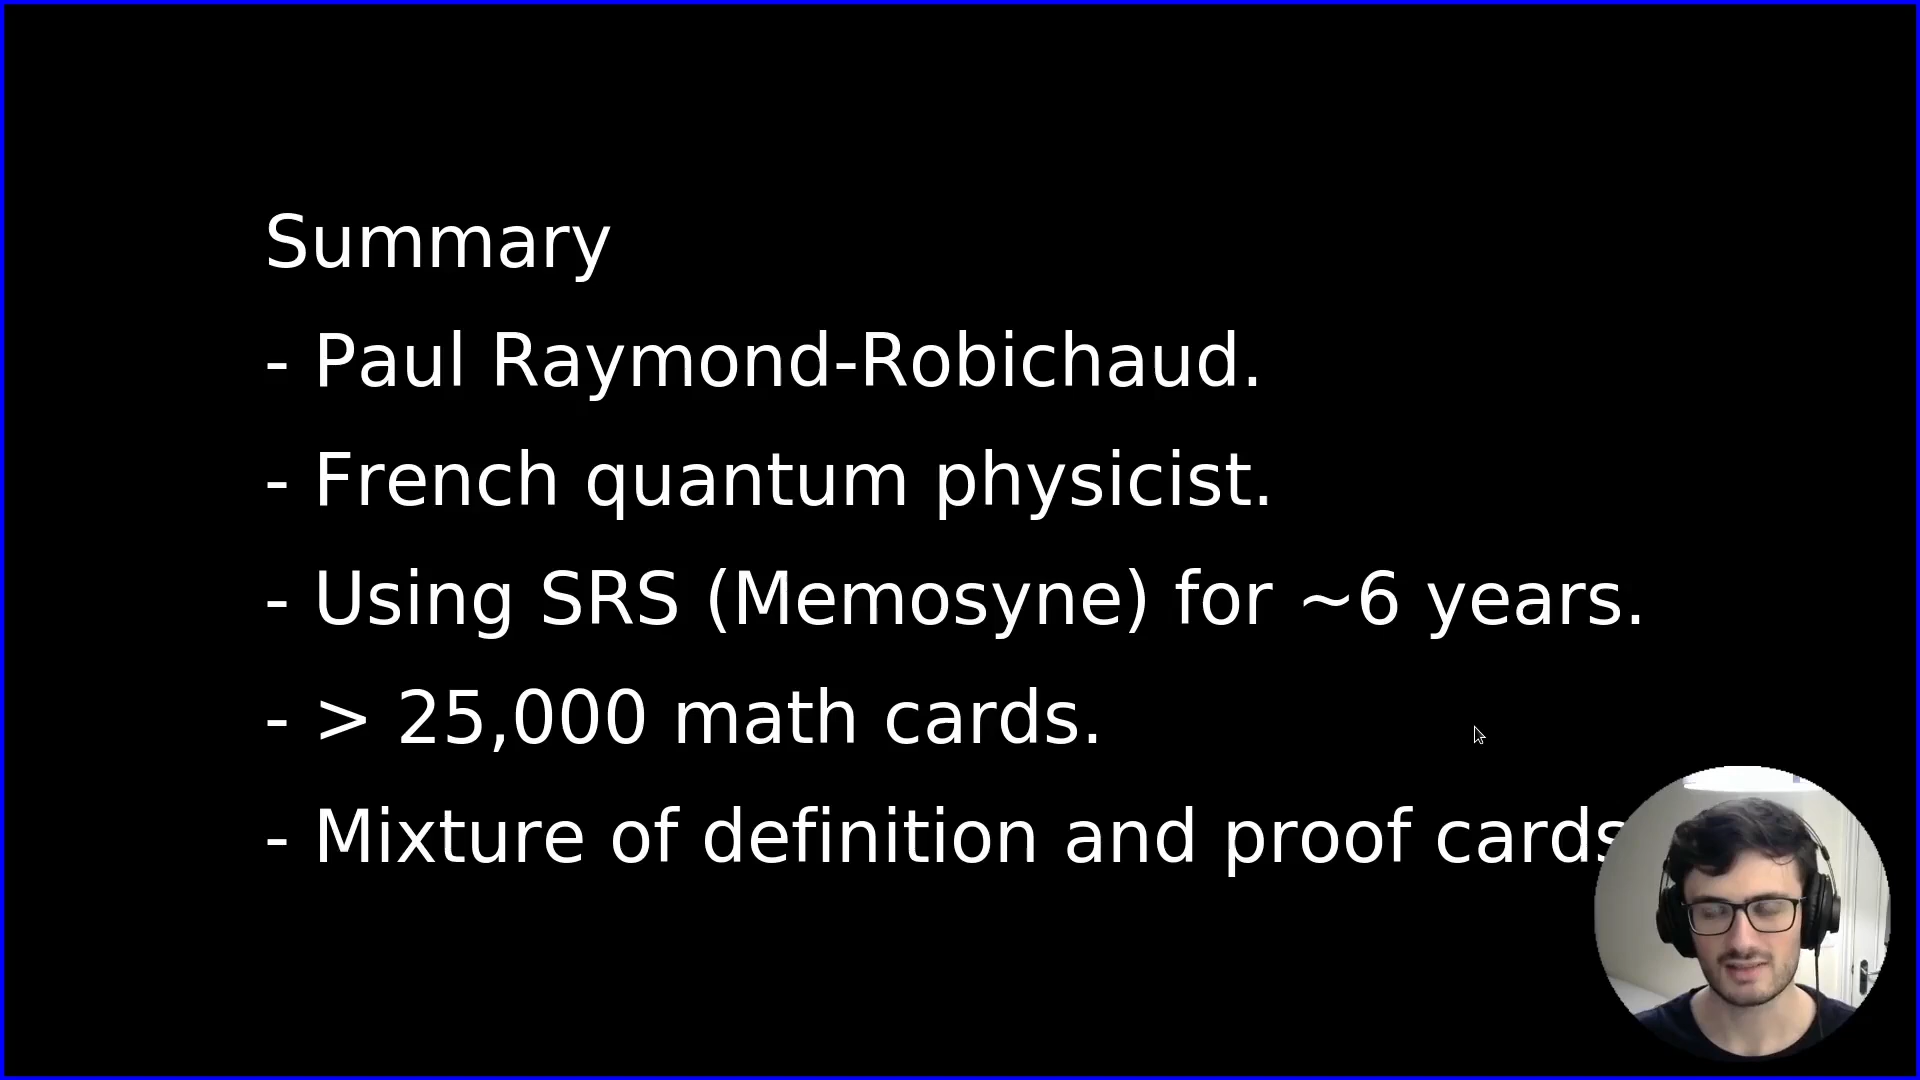 Summary
- Paul Raymond-Robichaud.
- French quantum physicist.
- Using SRS (Memosyne) for ~6 years.
- > 25,000 math cards.
- Mixture of definition and proof cards